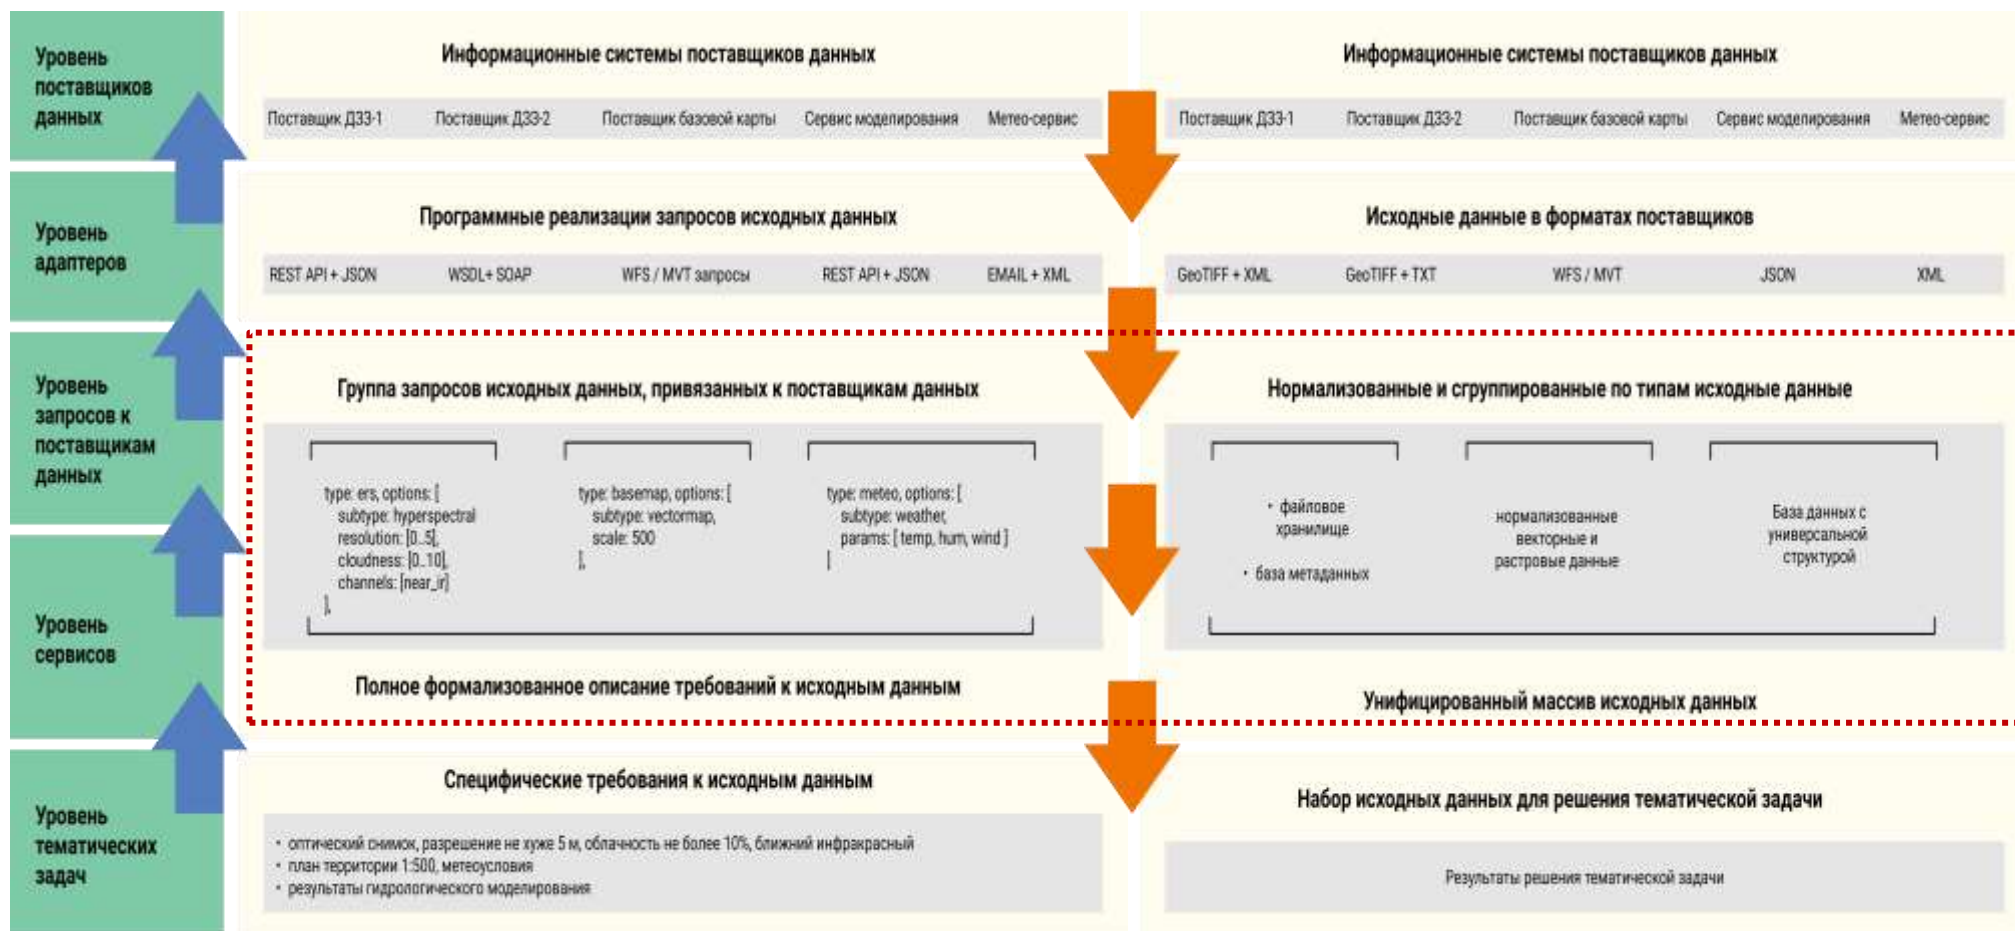 Уровень
поставщиков
данных
Информационные системы поставщиков данных
Поставщик ДЗЗ-1
Поставщик ДЗЗ-2
Поставщик базовой карты
Сервис моделирования
Метео-сервис
Информационные системы поставщиков данных
Поставщик ДЗЗ-1
Поставщик ДЗЗ-2
Поставщик базовой карты
Сервис моделирования
Метео-сервис
Уровень
адаптеров
Программные реализации запросов исходных данных
REST API + JSON
WSDL+ SOAP
WFS / MVT запросы
REST API + JSON
EMAIL + XML
Исходные данные в форматах поставщиков
GeoTIFF + XML
GeoTIFF + TXT
WFS / MVT
JSON
XML
Уровень
запросов к
поставщикам
данных
Группа запросов исходных данных, привязанных к поставщикам данных
type: ers, options: [
subtype: hyperspectral
resolution: [0..5],
cloudness: [0..10],
channels: [near_ir]
],
type: basemap, options: [
subtype: vectormap,
scale: 500
],
type: meteo, options: [
subtype: weather,
params: [ temp, hum, wind ]
]
Нормализованные и сгруппированные по типам исходные данные
• файловое
хранилище
• база метаданных
нормализованные
векторные и
растровые данные
База данных с
универсальной
структурой
Уровень
сервисов
Полное формализованное описание требований к исходным данным
Унифицированный массив исходных данных
Уровень
тематических
задач
Специфические требования к исходным данным
• оптический снимок, разрешение не хуже 5 м, облачность не более 10%, ближний инфракрасный
• план территории 1:500, метеоусловия
• результаты гидрологического моделирования
Набор исходных данных для решения тематической задачи
Результаты решения тематической задачи